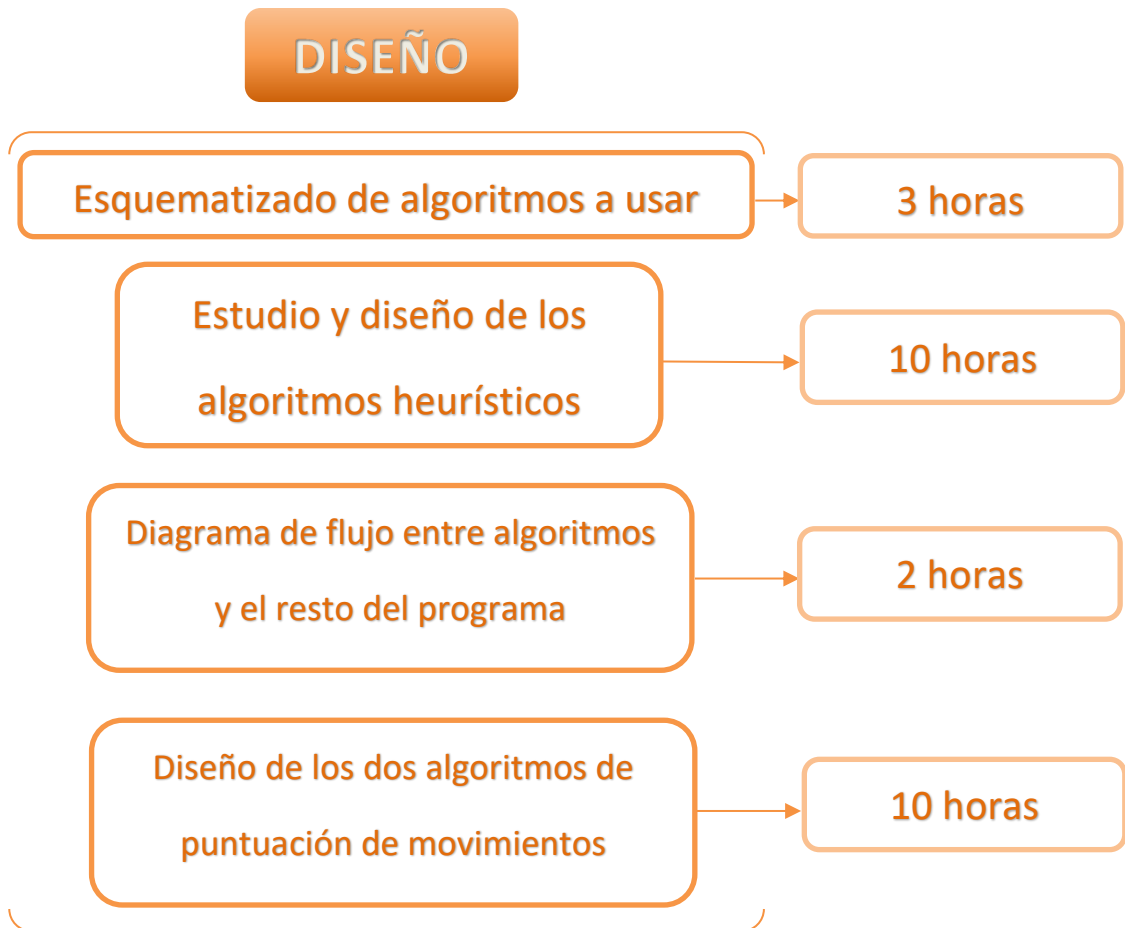 DISEÑO
Esquematizado de algoritmos a usar
3 horas
Estudio y diseño de los
algoritmos heurísticos
10 horas
Diagrama de flujo entre algoritmos
y el resto del programa
2 horas
Diseño de los dos algoritmos de
puntuación de movimientos
10 horas